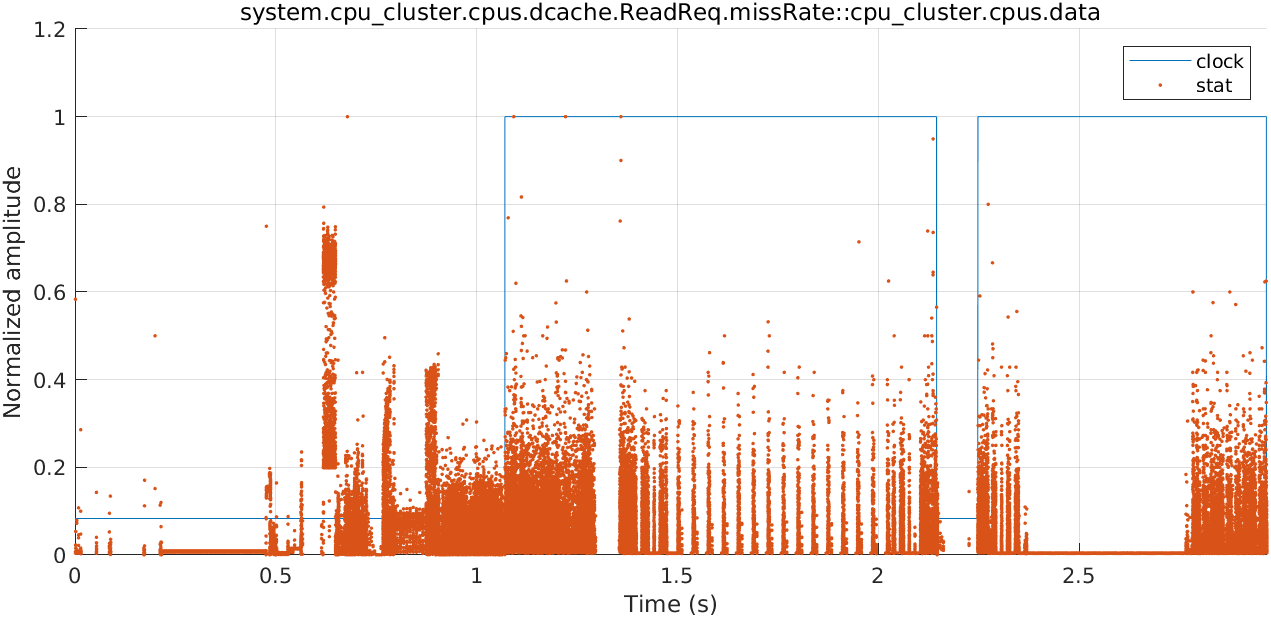 system.cpu_cluster.cpus.dcache.ReadReq.missRate::cpu_cluster.cpus.data
1.2
1
0.8
0.6
0.4
0.2
0
Normalized amplitude
clock
stat
0
0.5
1
1.5
2
2.5
Time (s)